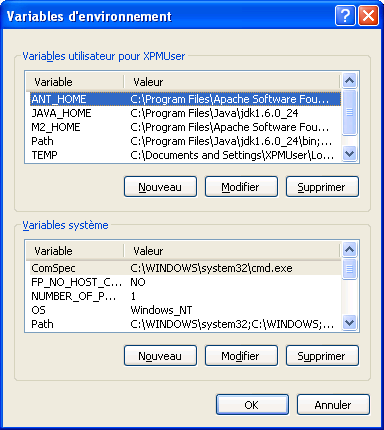 Variables d'environnement
Variables utilisateur pour XPMUser
Variable Valeur
ANT_HOME C:\Program Files\Apache Software Fou...
JAVA_HOME C:\Program Files\Java\jdk1.6.0_24
M2_HOME C:\Program Files\Apache Software Fou...
Path C:\Program Files\Java\jdk1.6.0_24\bin;...
TEMP C:\Documents and Settings\XPMUser\Lo...
Nouveau Modifier Supprimer
Variables système
Variable Valeur
ComSpec C:\WINDOWS\system32\cmd.exe
FP_NO_HOST_C... NO
NUMBER_OF_P... 1
OS Windows_NT
Path C:\WINDOWS\system32;C:\WINDOWS;...
Nouveau Modifier Supprimer
OK Annuler